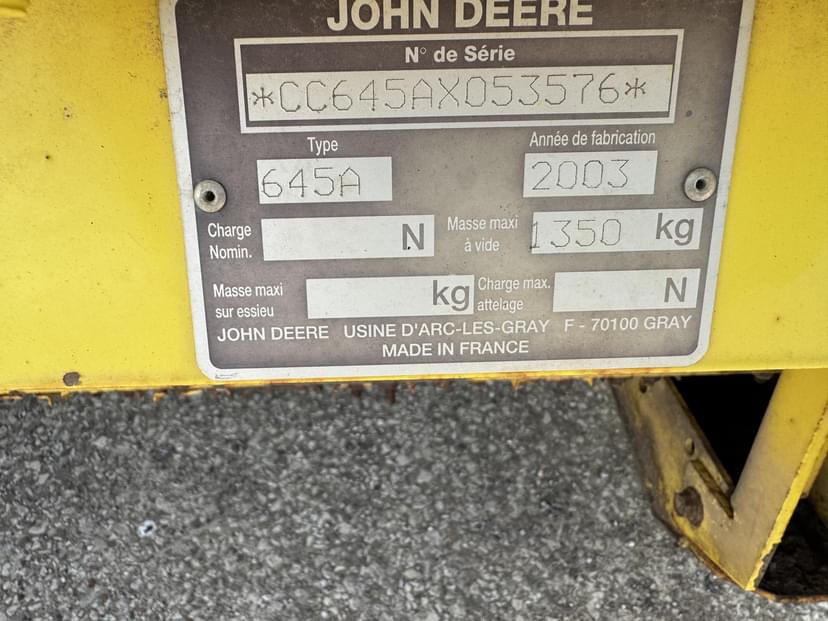 JOHN DEERE
N° de Série
*CC645AX053576*
Type
Année de fabrication
645A
2003
Charge Nomin.
N
Masse maxi à vide
1350 kg
Masse maxi sur essieu
kg
Charge max. attelage
N
JOHN DEERE USINE D'ARC-LES-GRAY F - 70100 GRAY
MADE IN FRANCE